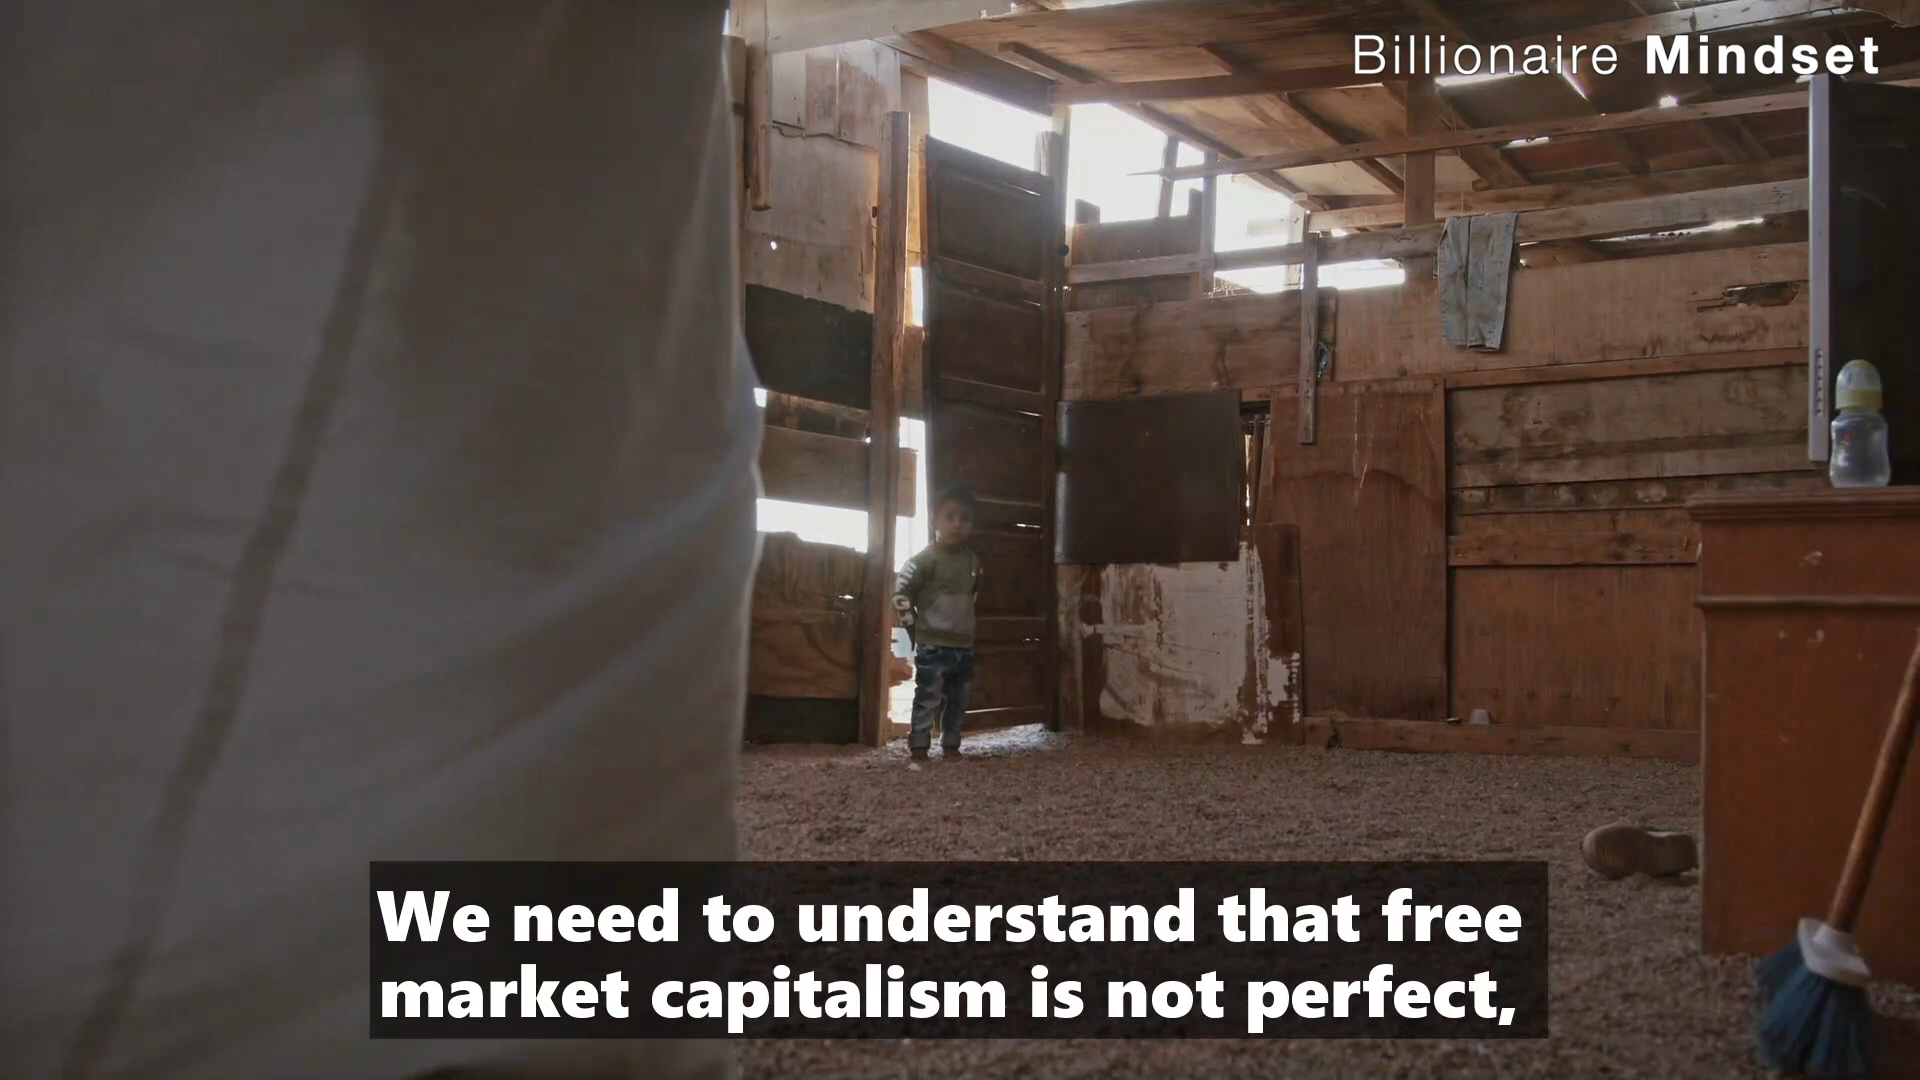 Billionaire Mindset
We need to understand that free
market capitalism is not perfect,